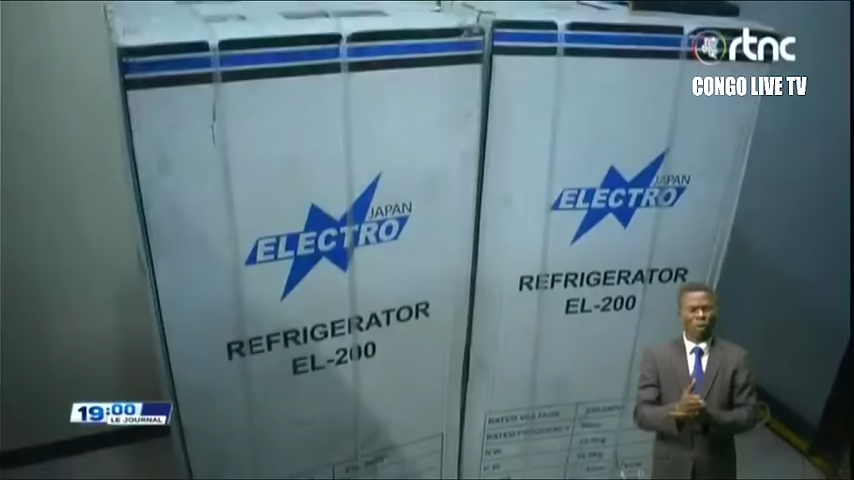 rtnc
CONGO LIVE TV
JAPAN
ELECTRO
REFRIGERATOR
EL-200
JAPAN
ELECTRO
REFRIGERATOR
EL-200
RATED VOLTAGE
RATED FREQUENCY
N.W
19:00
LE JOURNAL